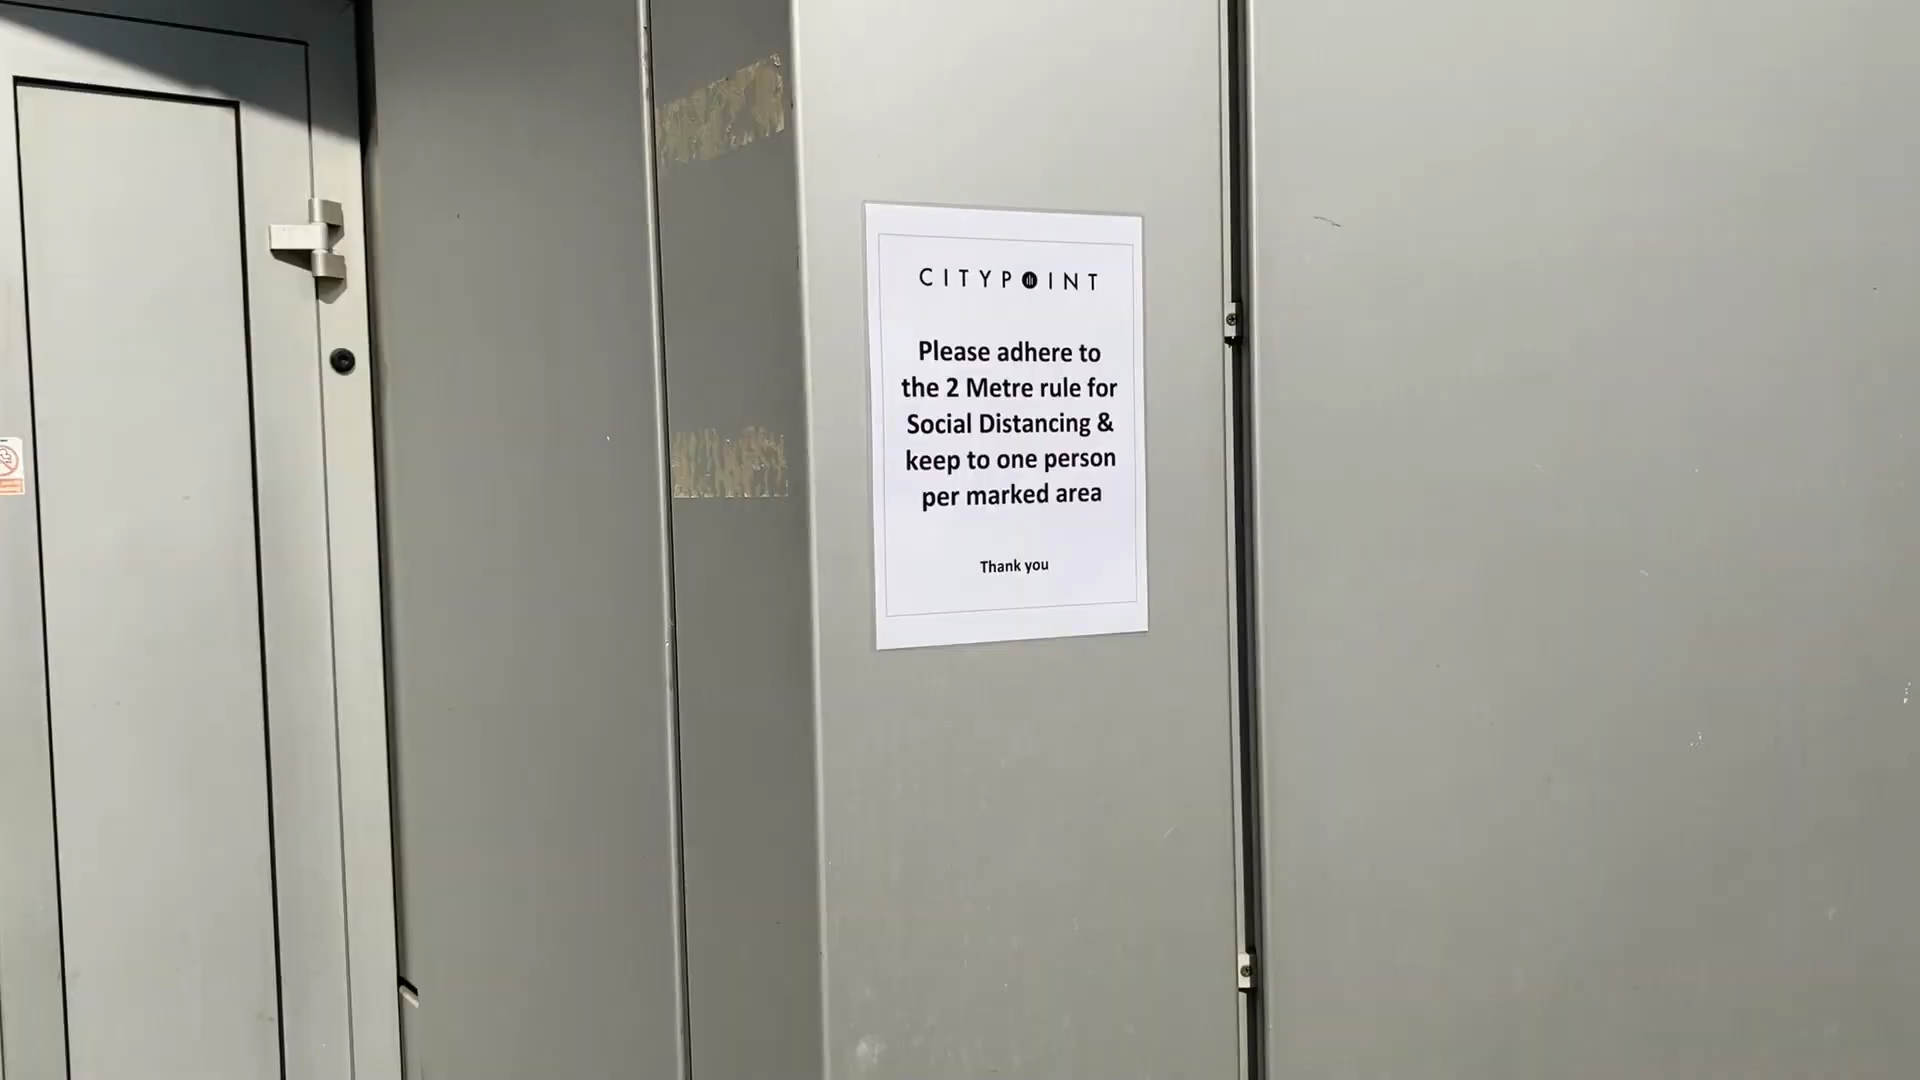 CITYPOINT
Please adhere to
the 2 Metre rule for
Social Distancing &
keep to one person
per marked area
Thank you